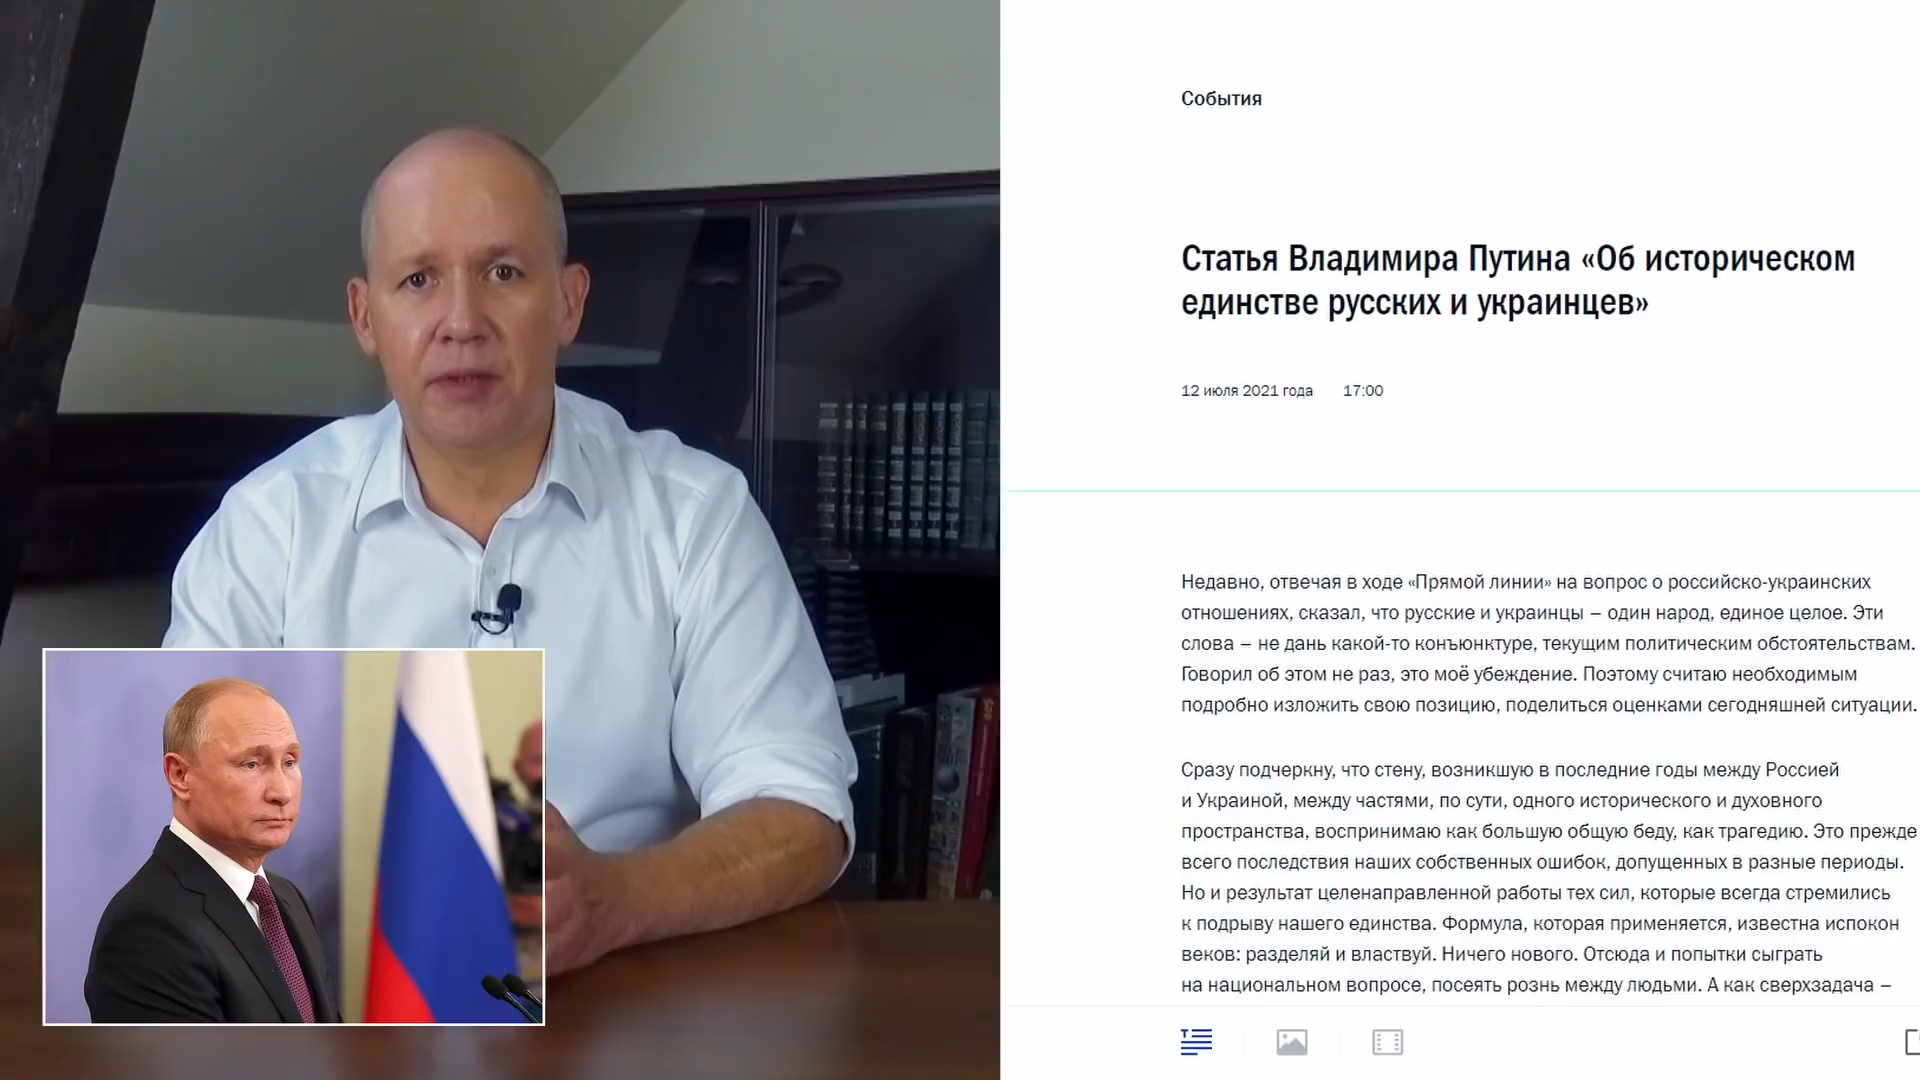 События
Статья Владимира Путина «Об историческом
единстве русских и украинцев»
12 июля 2021 года 17:00
Недавно, отвечая в ходе «Прямой линии» на вопрос о российско-украинских
отношениях, сказал, что русские и украинцы – один народ, единое целое. Эти
слова – не дань какой-то конъюнктуре, текущим политическим обстоятельствам.
Говорил об этом не раз, это моё убеждение. Поэтому считаю необходимым
подробно изложить свою позицию, поделиться оценками сегодняшней ситуации.
Сразу подчеркну, что стену, возникшую в последние годы между Россией
и Украиной, между частями, по сути, одного исторического и духовного
пространства, воспринимаю как большую общую беду, как трагедию. Это прежде
всего последствия наших собственных ошибок, допущенных в разные периоды.
Но и результат целенаправленной работы тех сил, которые всегда стремились
к подрыву нашего единства. Формула, которая применяется, известна испокон
веков: разделяй и властвуй. Ничего нового. Отсюда и попытки сыграть
на национальном вопросе, посеять рознь между людьми. А как сверхзадача –